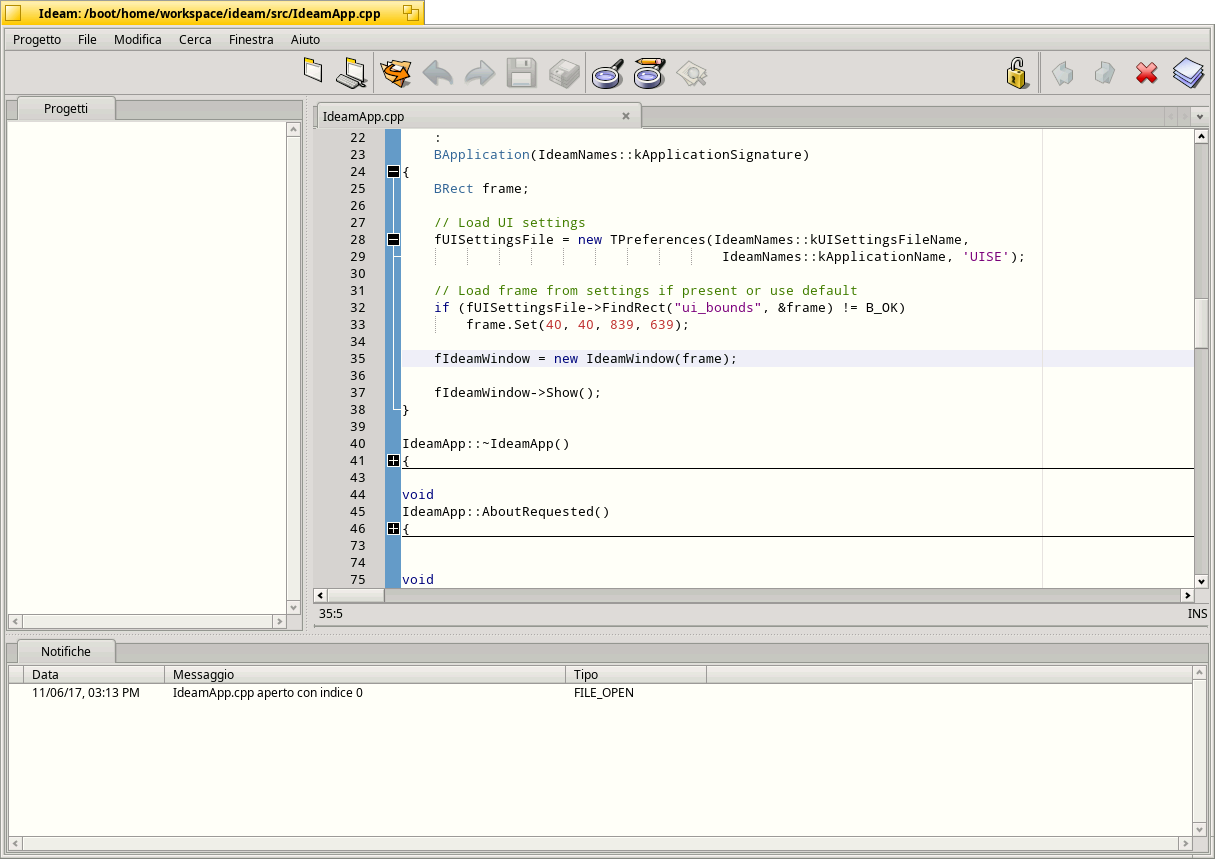 Ideam: /boot/home/workspace/ideam/src/IdeamApp.cpp
Progetto File Modifica Cerca Finestra Aiuto
Progetti
IdeamApp.cpp
22 :
23 BApplication(IdeamNames::kApplicationSignature)
24 {
25 BRect frame;
26
27 // Load UI settings
28 fUISettingsFile = new TPreferences(IdeamNames::kUISettingsFileName,
29 IdeamNames::kApplicationName, 'UISE');
30
31 // Load frame from settings if present or use default
32 if (fUISettingsFile->FindRect("ui_bounds", &frame) != B_OK)
33 frame.Set(40, 40, 839, 639);
34
35 fIdeamWindow = new IdeamWindow(frame);
36
37 fIdeamWindow->Show();
38 }
39
40 IdeamApp::~IdeamApp()
41 {
43
44 void
45 IdeamApp::AboutRequested()
46 {
73
74
75 void
35:5 INS
Notifiche
Data Messaggio Tipo
11/06/17, 03:13 PM IdeamApp.cpp aperto con indice 0 FILE_OPEN